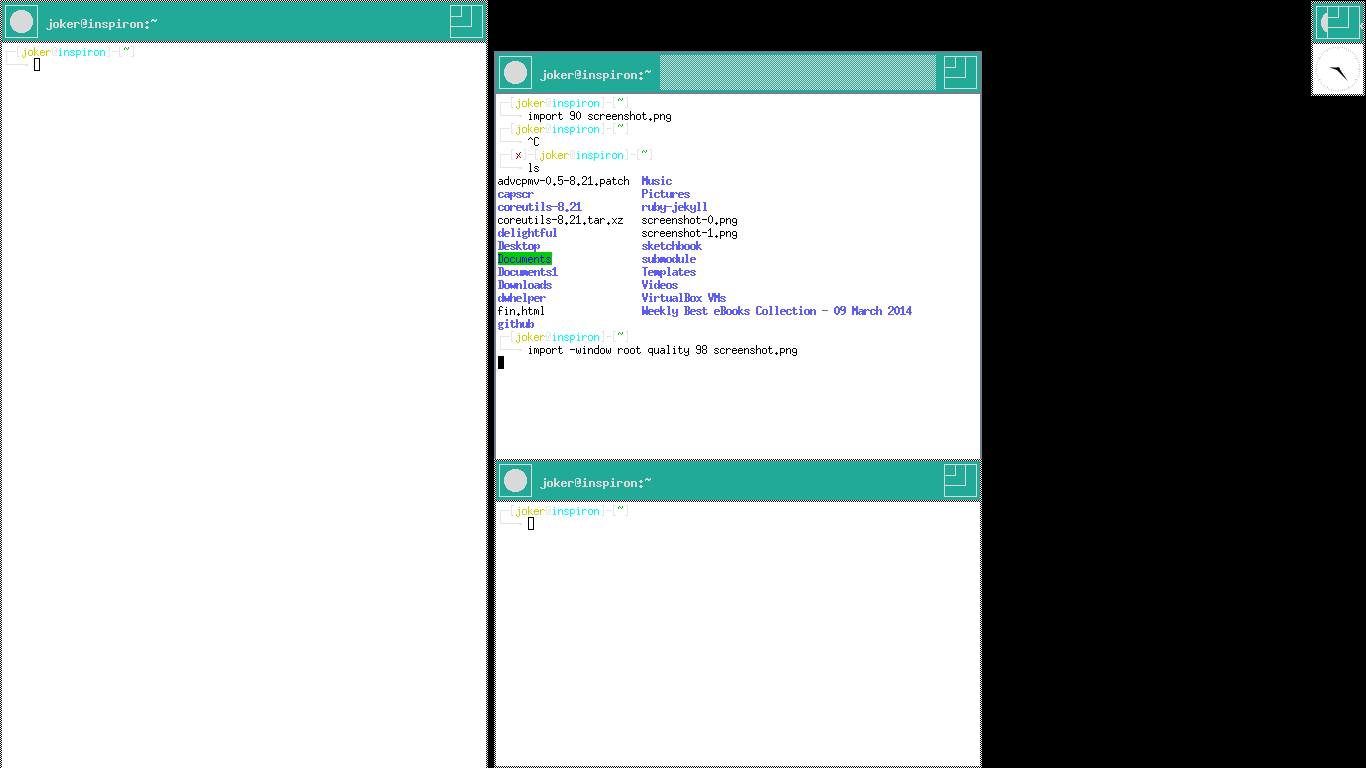 joker@inspiron:~
[joker@inspiron]-[~]
joker@inspiron:~
[joker@inspiron]-[~]
import 90 screenshot.png
[joker@inspiron]-[~]
^C
[x]-[joker@inspiron]-[~]
ls
advcpmv-0.5-8.21.patch Music
capscr Pictures
coreutils-8.21 ruby-jekyll
coreutils-8.21.tar.xz screenshot-0.png
delightful screenshot-1.png
Desktop sketchbook
Documents submodule
Documents1 Templates
Downloads Videos
dwhelper VirtualBox VMs
fin.html Weekly Best eBooks Collection - 09 March 2014
github
[joker@inspiron]-[~]
import -window root quality 98 screenshot.png
joker@inspiron:~
[joker@inspiron]-[~]